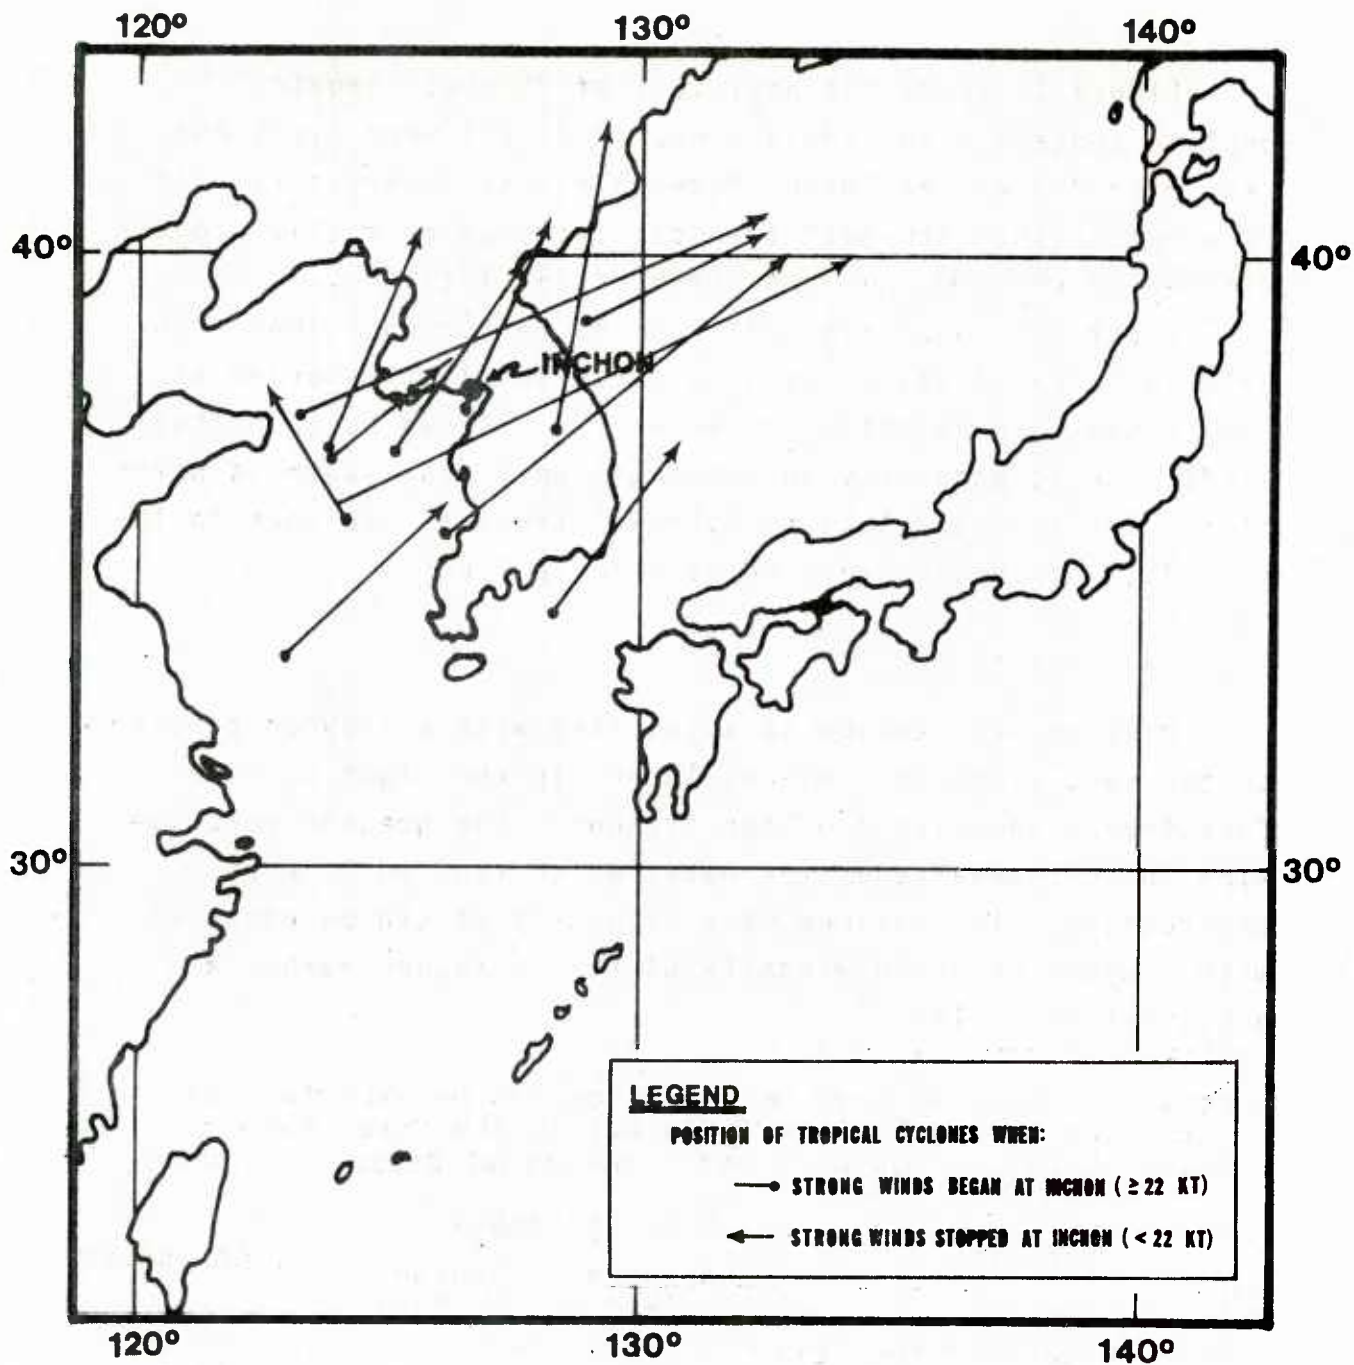 120° 130° 140°
40° 40°
INCHON
30° 30°
LEGEND
POSITION OF TROPICAL CYCLONES WHEN:
STRONG WINDS BEGAN AT INCHON (≥22 KT)
STRONG WINDS STOPPED AT INCHON (<22 KT)
120° 130° 140°